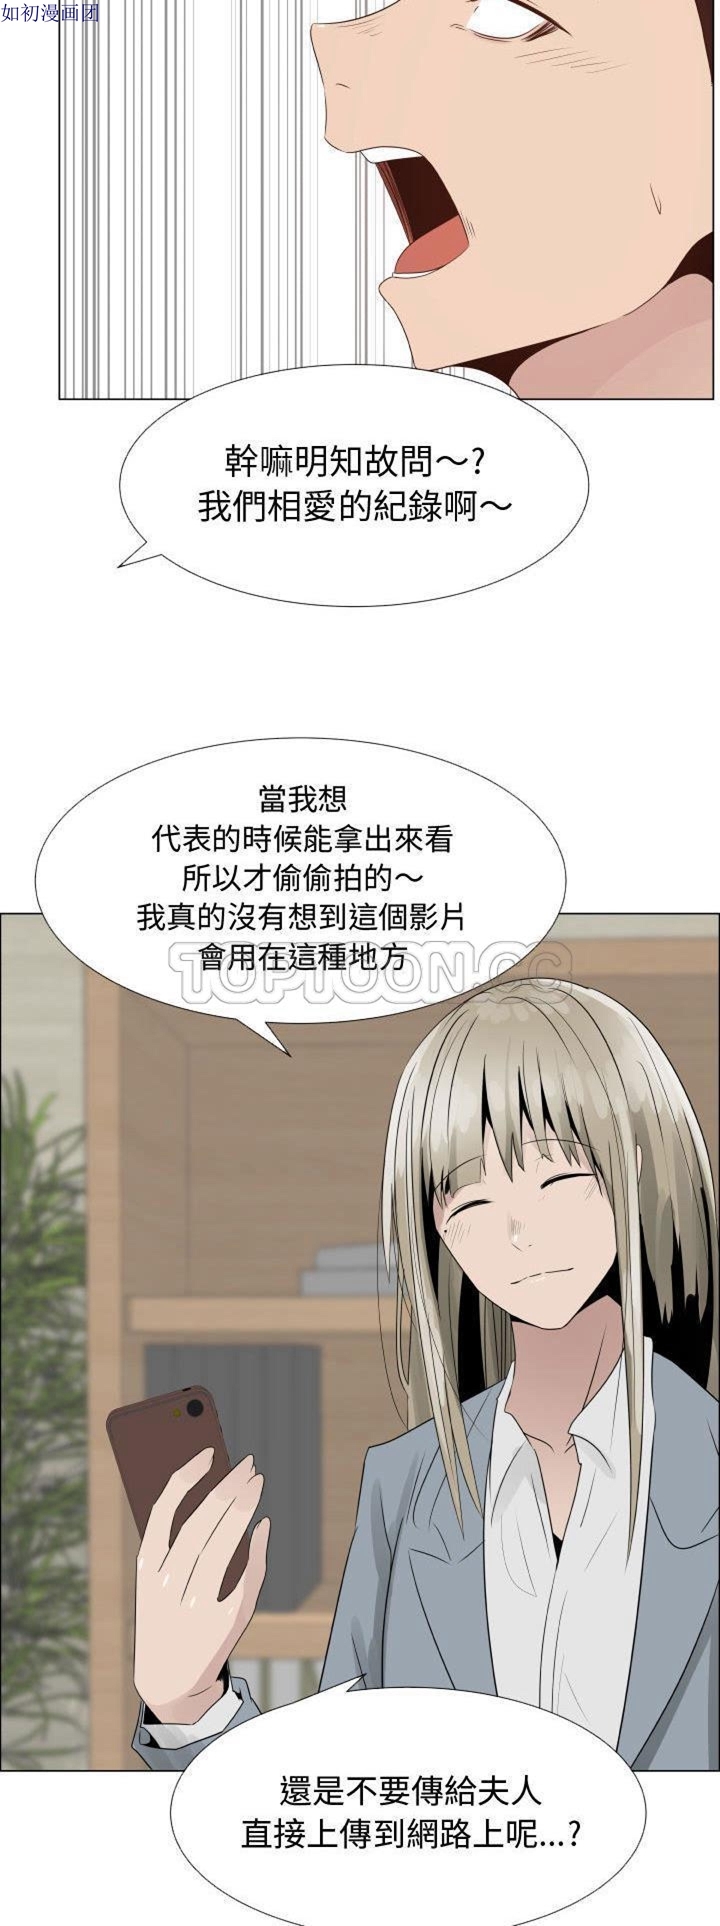 如初漫画团
幹嘛明知故問～?
我們相愛的紀錄啊～
當我想
代表的時候能拿出來看
所以才偷偷拍的～
我真的沒有想到這個影片
會用在這種地方
TOPTOON.CC
還是不要傳給夫人
直接上傳到網路上呢...?